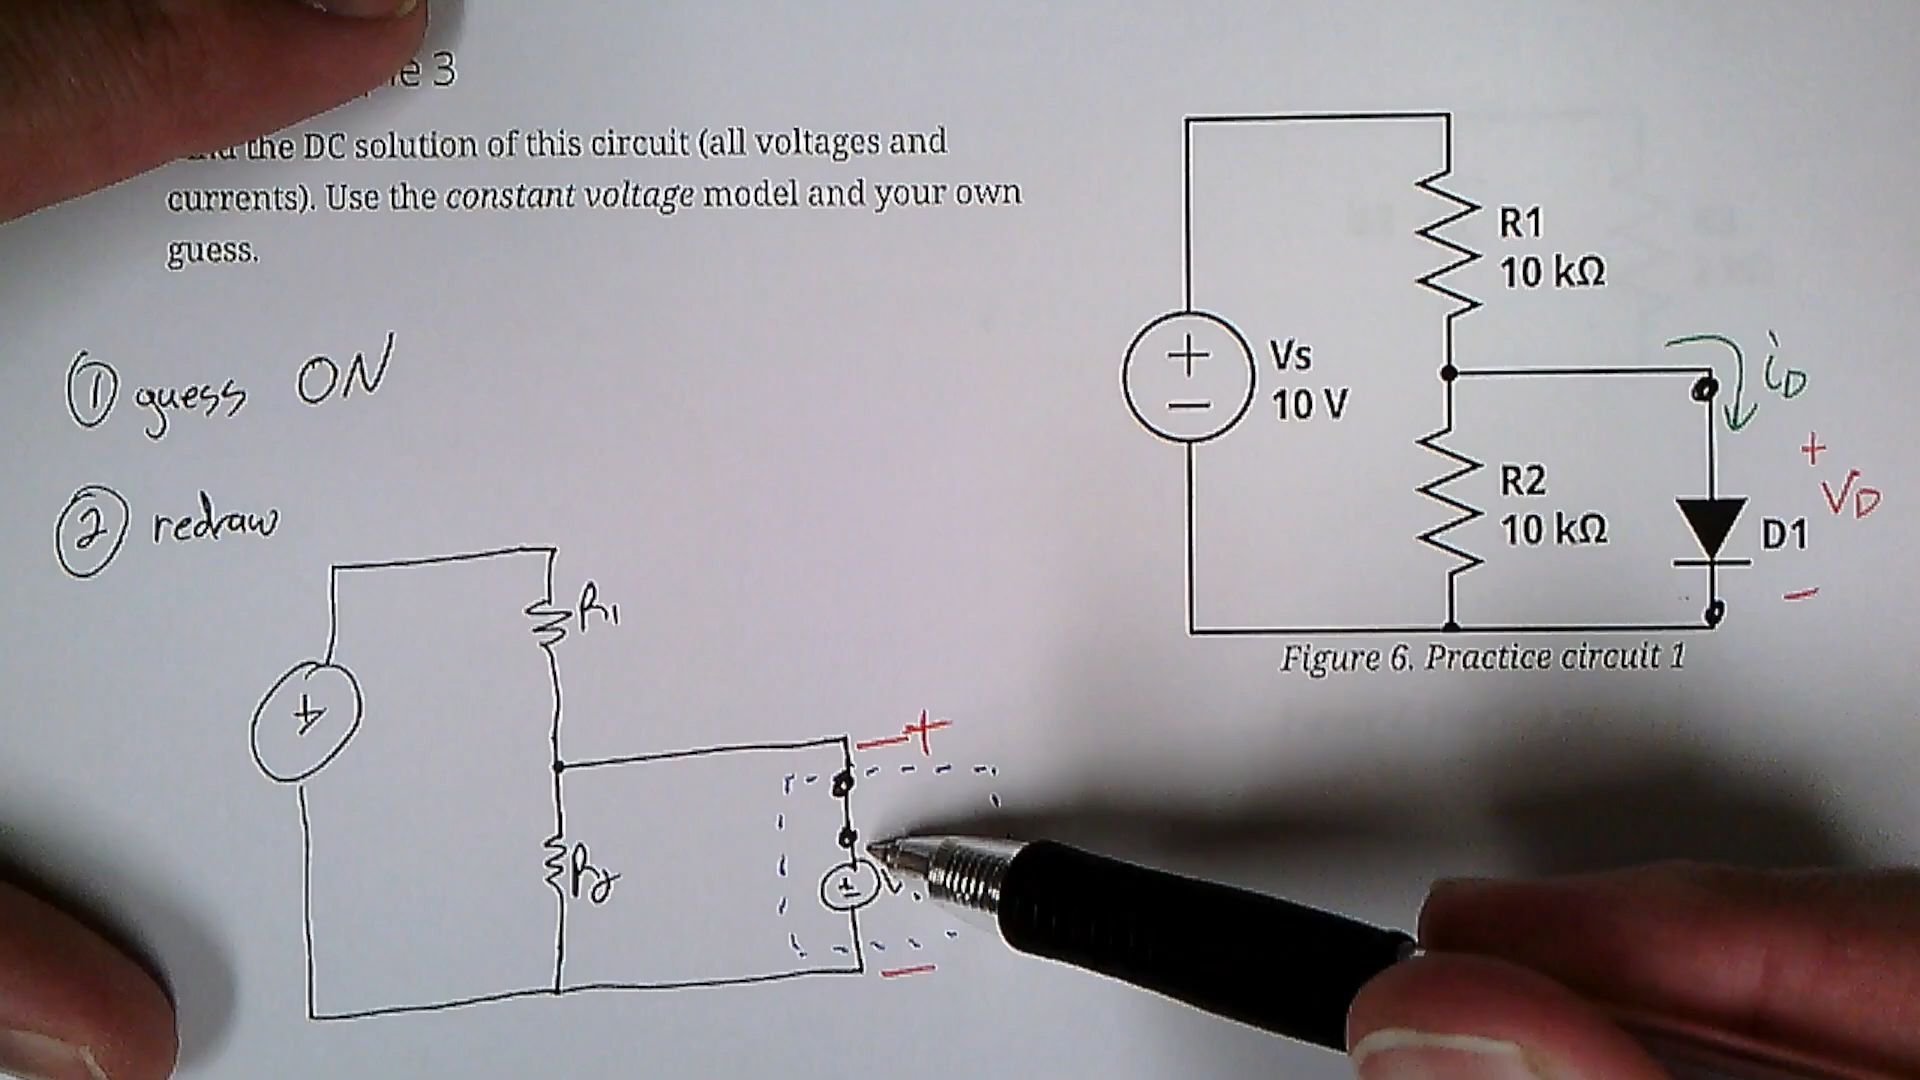 e 3
the DC solution of this circuit (all voltages and
currents). Use the constant voltage model and your own
guess.
① guess ON
② redraw
+
R1
R2
+
-
±
R1
10 kΩ
+
-
Vs
10 V
iD
R2
10 kΩ
+
VD
-
D1
Figure 6. Practice circuit 1